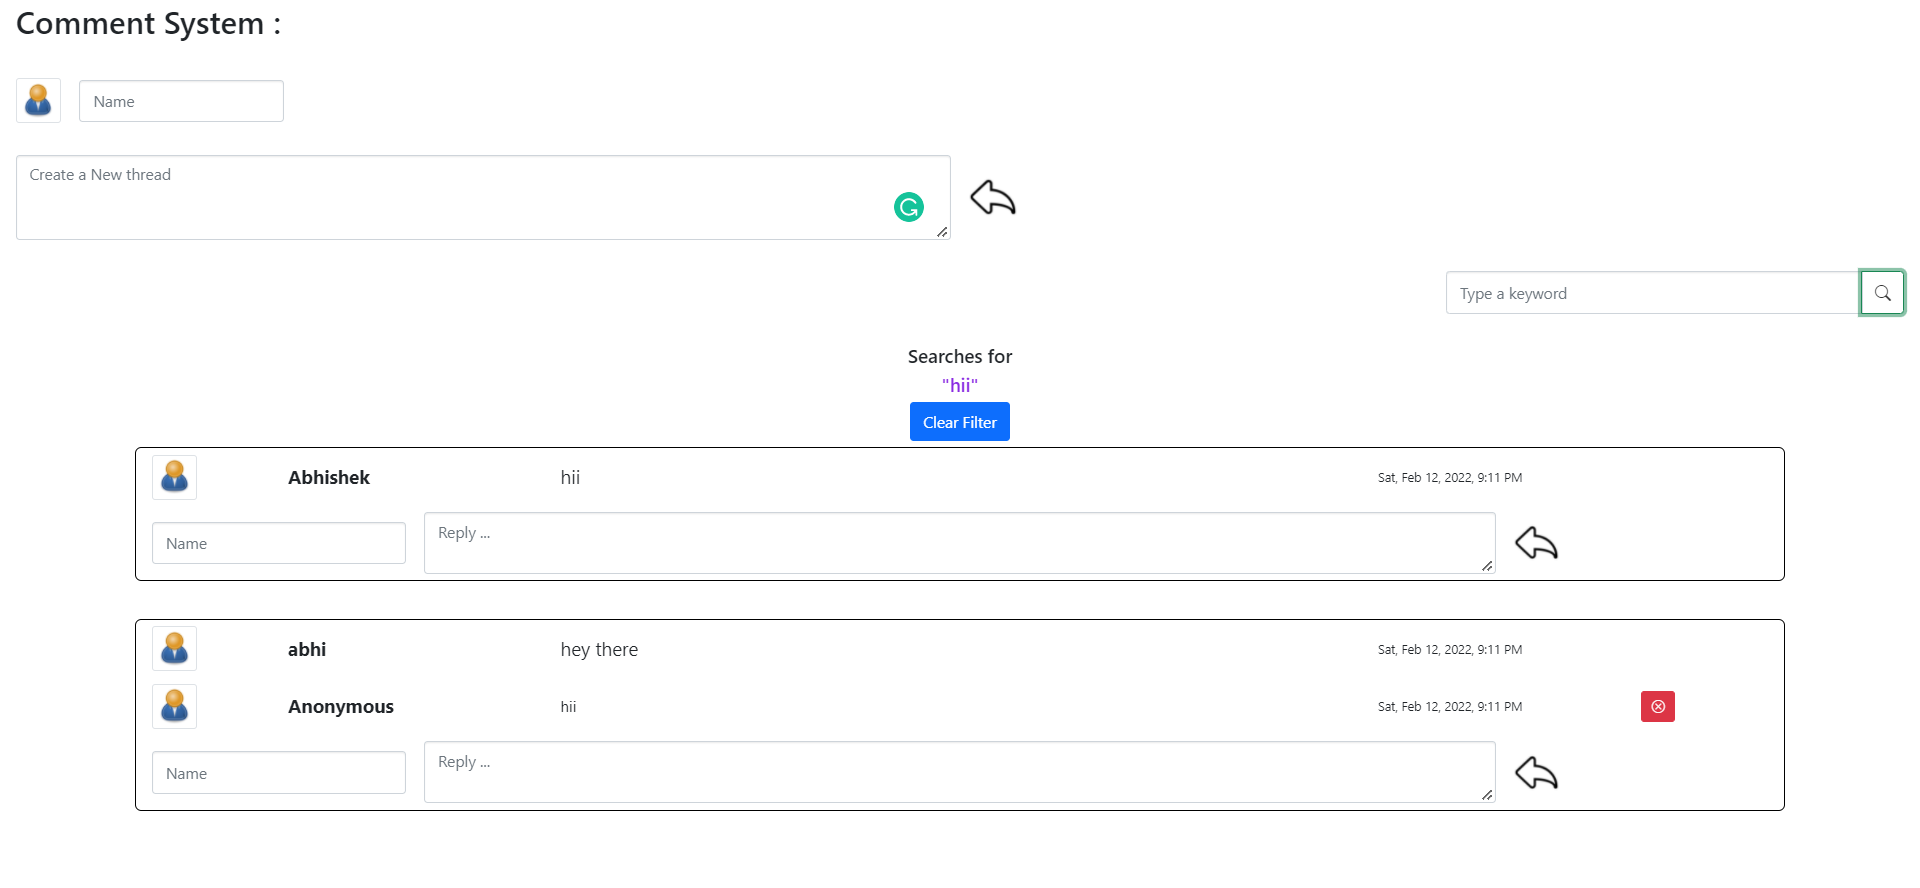 Comment System :
Name
Create a New thread
Type a keyword
Searches for
"hii"
Clear Filter
Abhishek hii Sat, Feb 12, 2022, 9:11 PM
Name Reply ...
abhi hey there Sat, Feb 12, 2022, 9:11 PM
Anonymous hii Sat, Feb 12, 2022, 9:11 PM
Name Reply ...